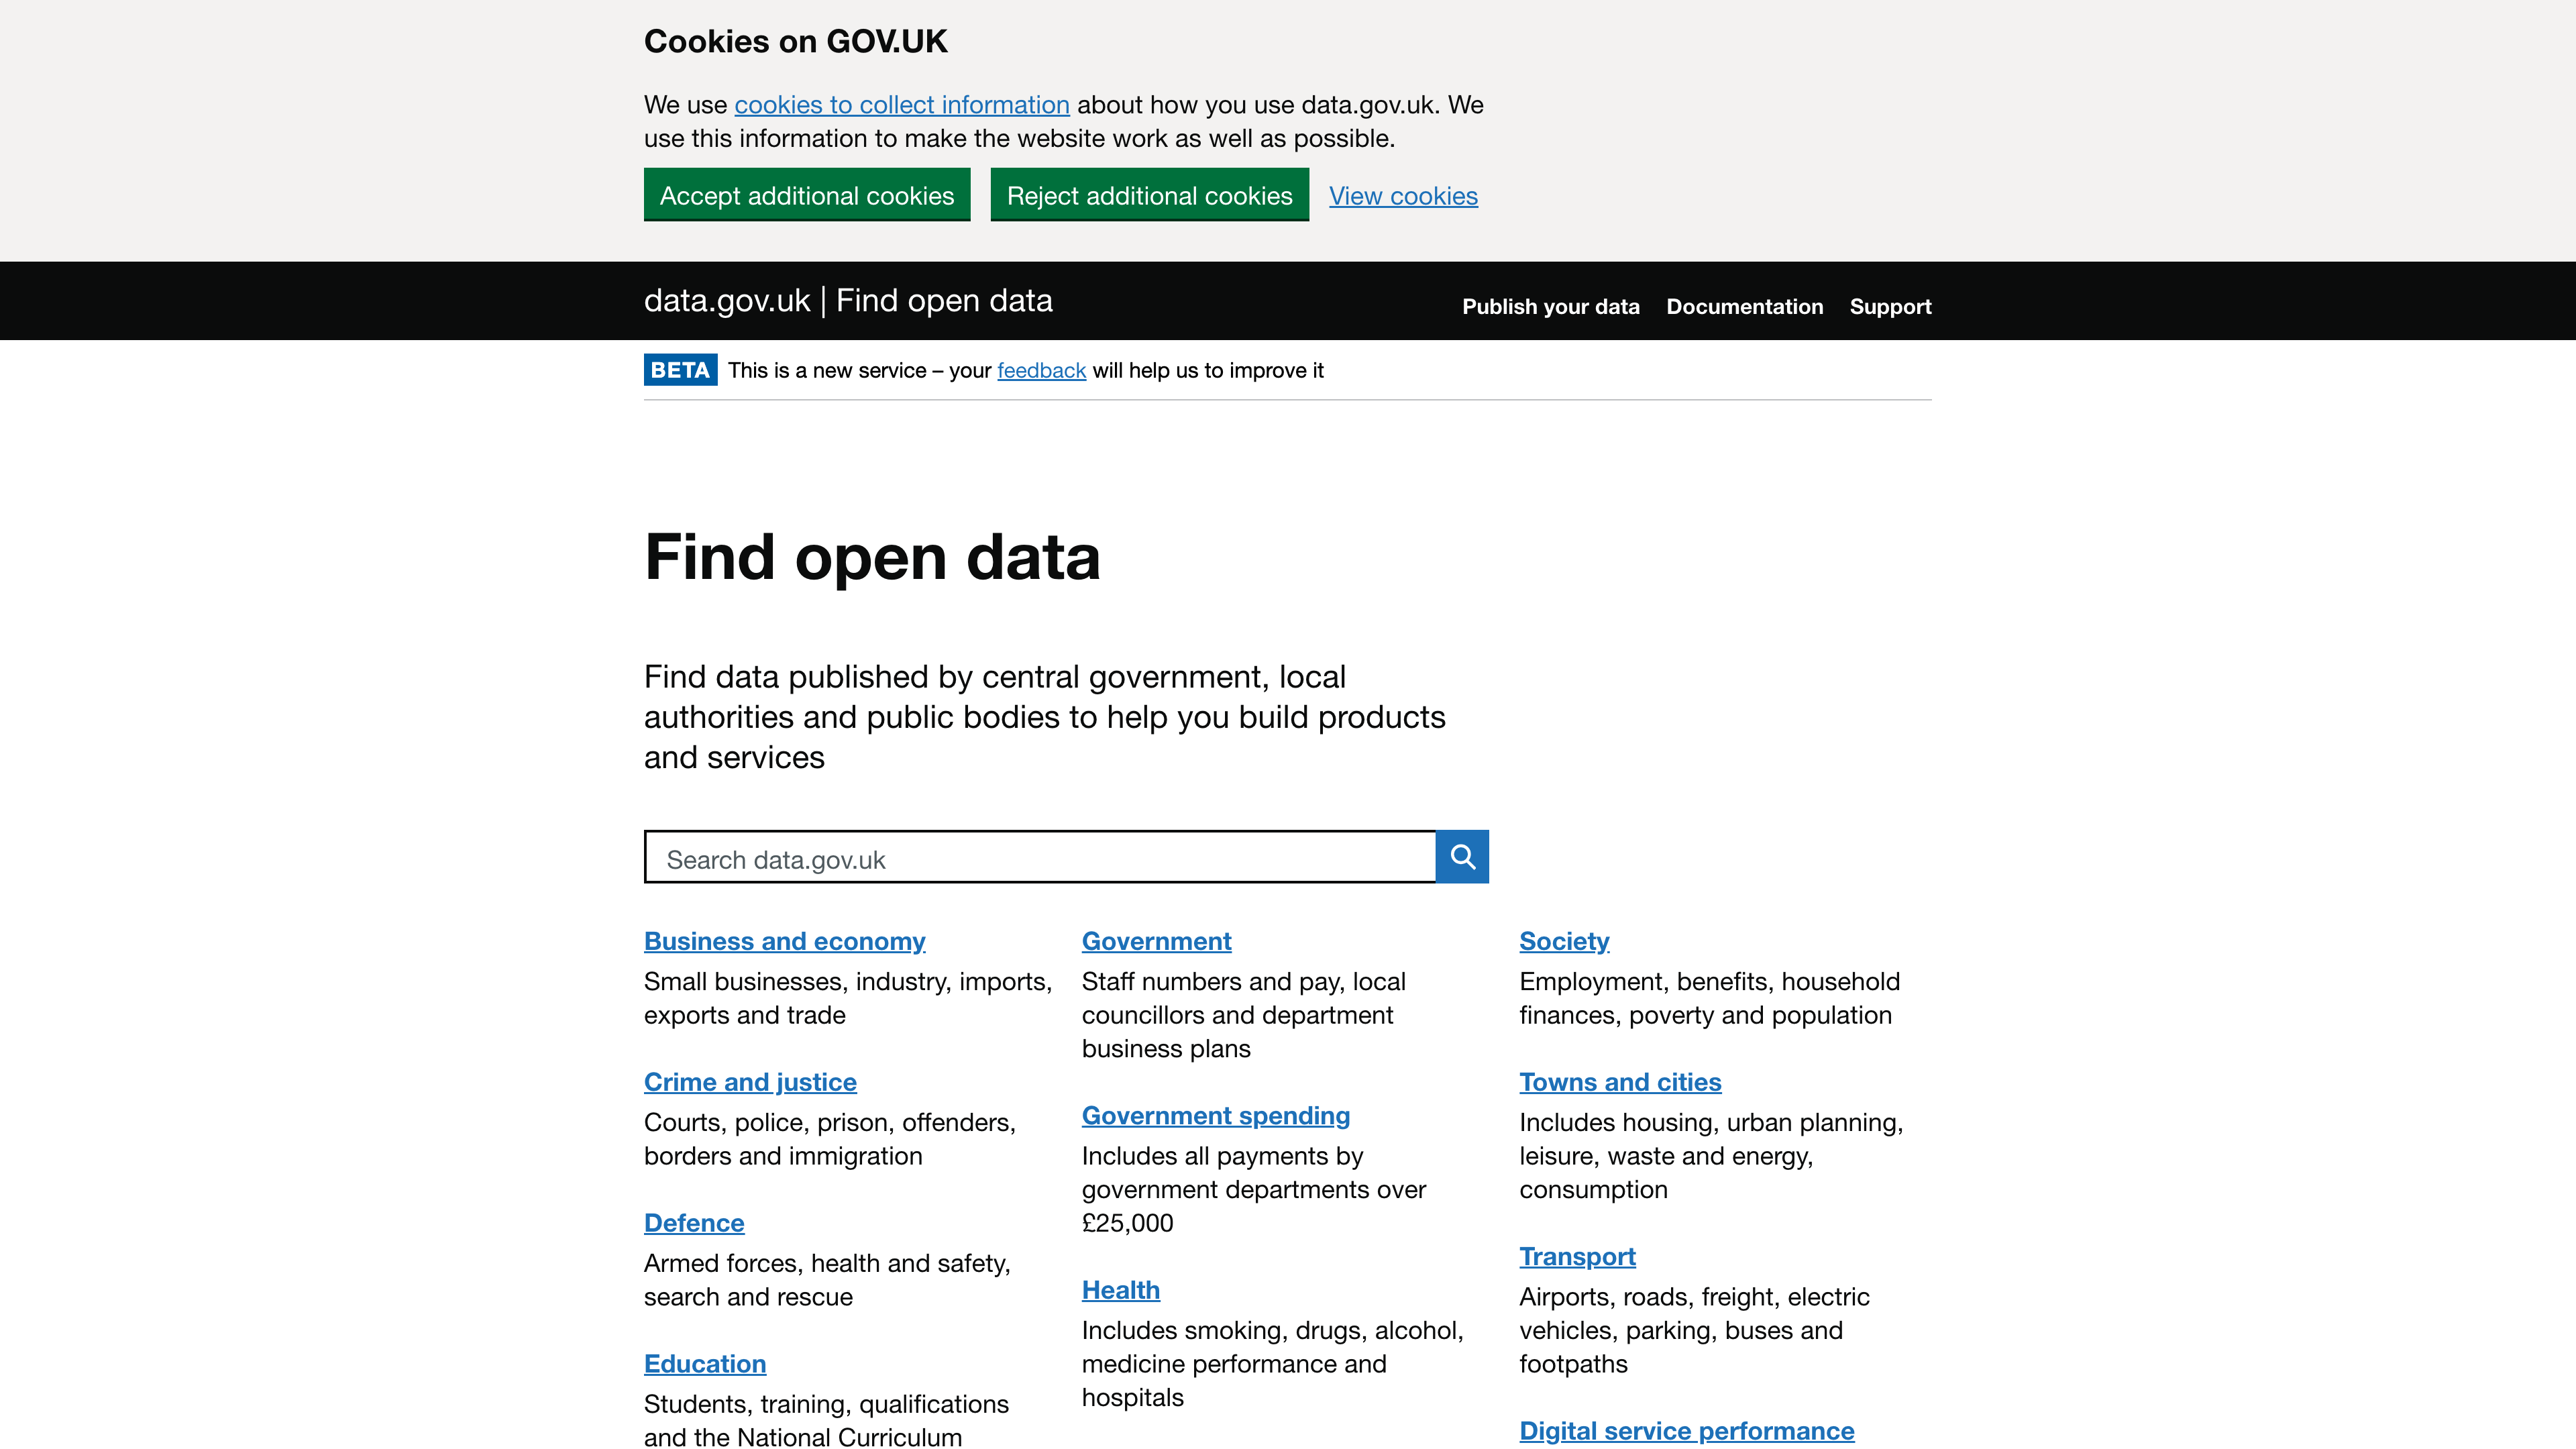 Cookies on GOV.UK
We use cookies to collect information about how you use data.gov.uk. We
use this information to make the website work as well as possible.
Accept additional cookies
Reject additional cookies
View cookies
data.gov.uk | Find open data
Publish your data
Documentation
Support
BETA This is a new service – your feedback will help us to improve it
Find open data
Find data published by central government, local
authorities and public bodies to help you build products
and services
Search data.gov.uk
Business and economy
Small businesses, industry, imports,
exports and trade
Crime and justice
Courts, police, prison, offenders,
borders and immigration
Defence
Armed forces, health and safety,
search and rescue
Education
Students, training, qualifications
and the National Curriculum
Government
Staff numbers and pay, local
councillors and department
business plans
Government spending
Includes all payments by
government departments over
£25,000
Health
Includes smoking, drugs, alcohol,
medicine performance and
hospitals
Society
Employment, benefits, household
finances, poverty and population
Towns and cities
Includes housing, urban planning,
leisure, waste and energy,
consumption
Transport
Airports, roads, freight, electric
vehicles, parking, buses and
footpaths
Digital service performance